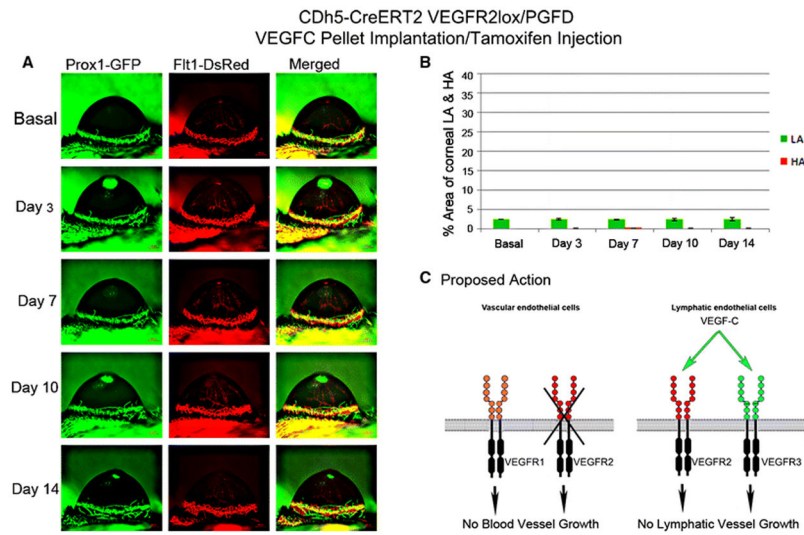 CDh5-CreERT2 VEGFR2lox/PGFD
VEGFC Pellet Implantation/Tamoxifen Injection
A
Prox1-GFP Flt1-DsRed Merged
Basal
Day 3
Day 7
Day 10
Day 14
B
% Area of corneal LA & HA
40
35
30
25
20
15
10
5
0
Basal Day 3 Day 7 Day 10 Day 14
LA
HA
C Proposed Action
Vascular endothelial cells
Lymphatic endothelial cells
VEGF-C
VEGFR1 VEGFR2 VEGFR2 VEGFR3
No Blood Vessel Growth
No Lymphatic Vessel Growth